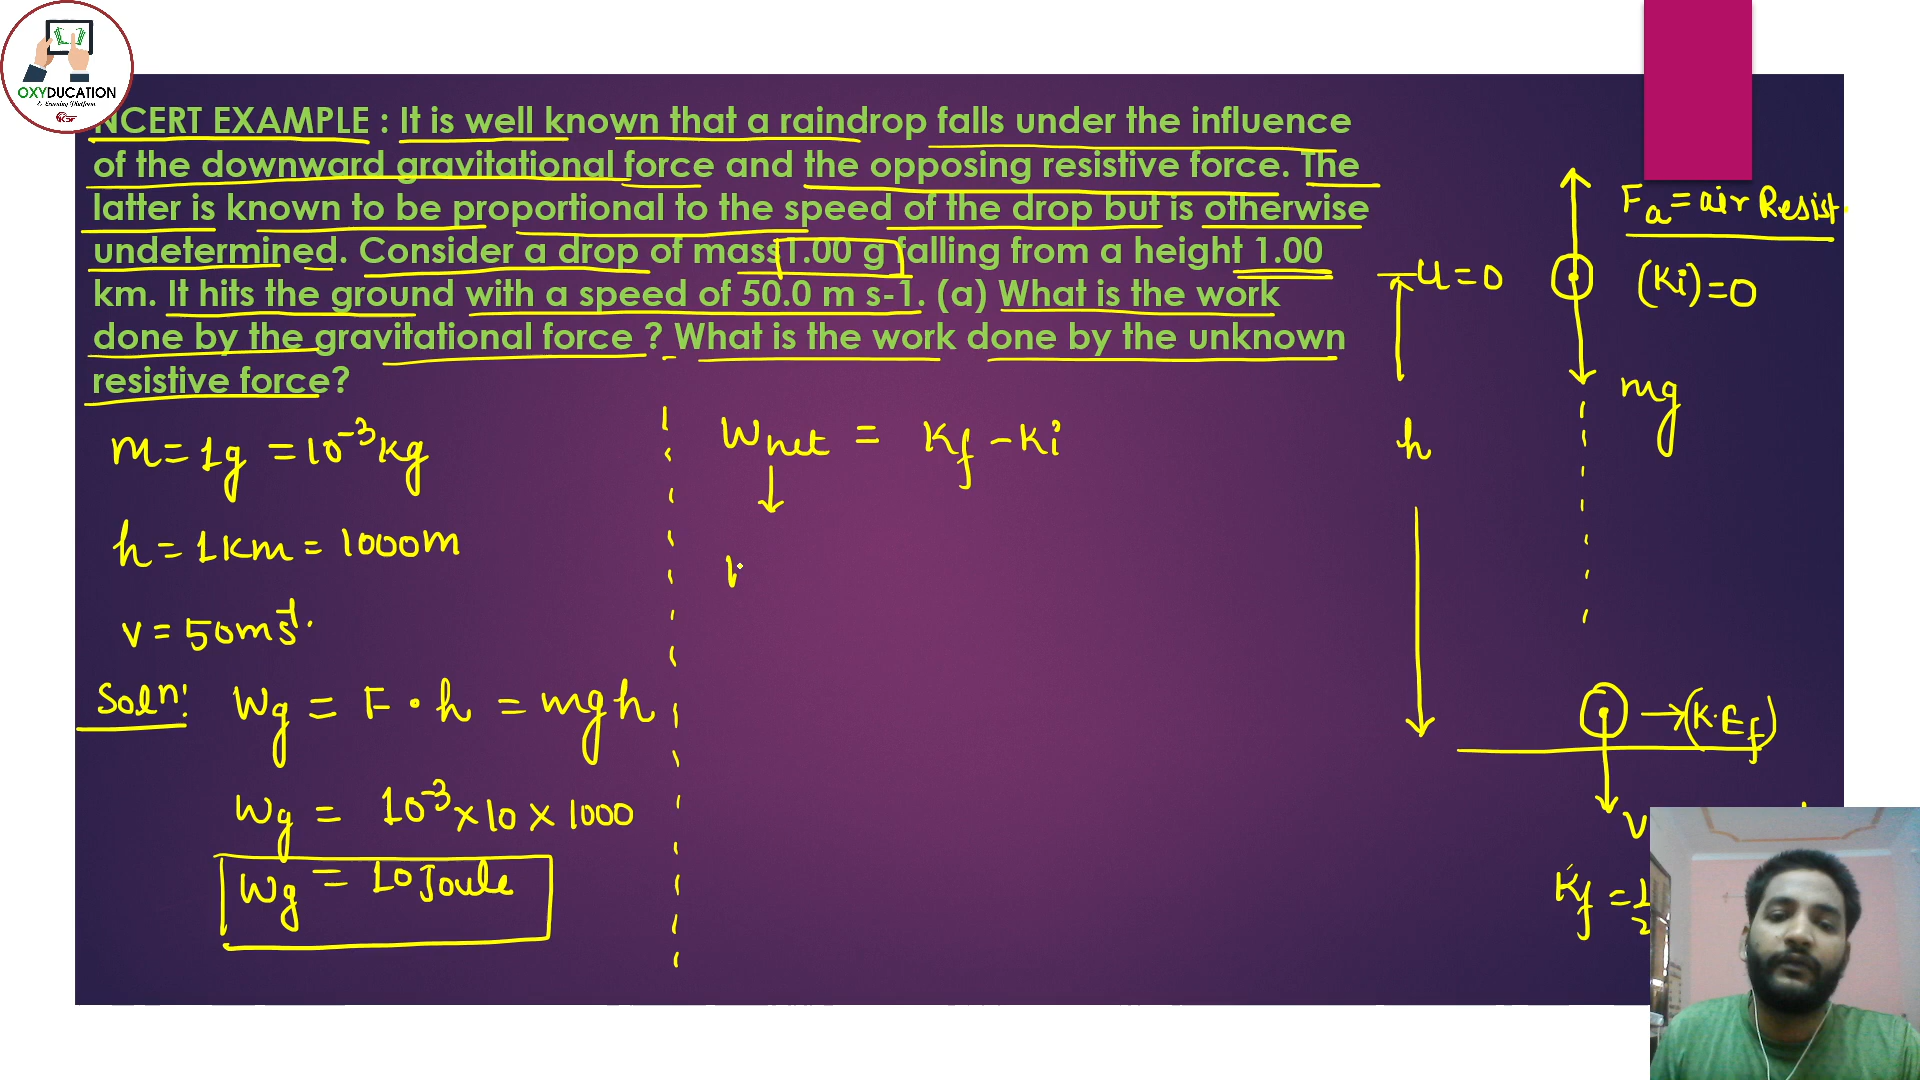 OXYDUCATION
NCERT EXAMPLE : It is well known that a raindrop falls under the influence
of the downward gravitational force and the opposing resistive force. The
latter is known to be proportional to the speed of the drop but is otherwise
undetermined. Consider a drop of mass 1.00 g falling from a height 1.00
km. It hits the ground with a speed of 50.0 m s-1. (a) What is the work
done by the gravitational force ? What is the work done by the unknown
resistive force?
m = 1g = 10⁻³ kg
h = 1Km = 1000m
v = 50ms⁻¹.
Soln: Wg = F · h = mgh
Wg = 10⁻³ × 10 × 1000
Wg = 10 Joule
Wnet = Kf - Ki
Fa = air Resist.
u = 0
(Ki) = 0
mg
h
(K.Ef)
V
Kf = 1/2